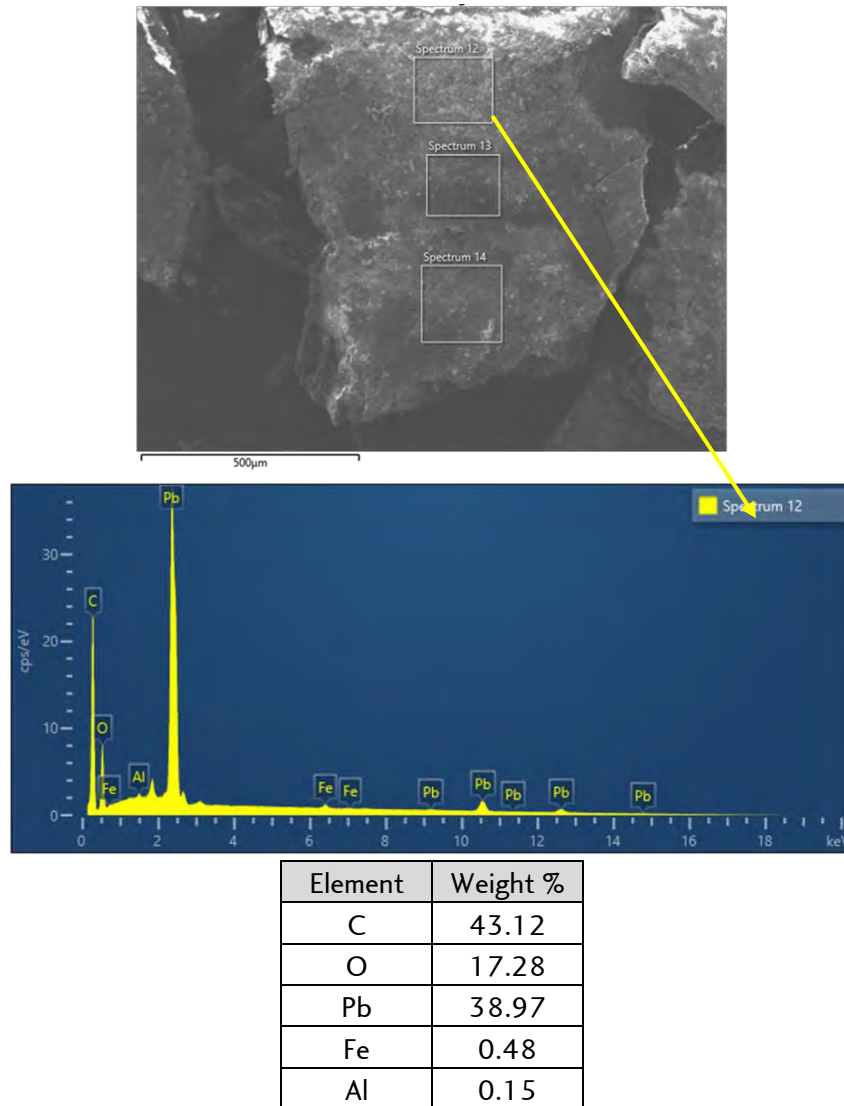 Spectrum 12
Spectrum 13
Spectrum 14
500µm
Spectrum 12
cps/eV
30
20
10
0
C
O
Fe
Al
Pb
Fe
Fe
Pb
Pb
Pb
Pb
Pb
0 2 4 6 8 10 12 14 16 18
Element Weight %
C 43.12
O 17.28
Pb 38.97
Fe 0.48
Al 0.15